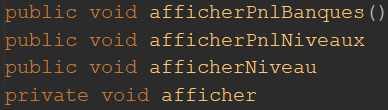 public void afficherPnlBanques()
public void afficherPnlNiveaux
public void afficherNiveau
private void afficher